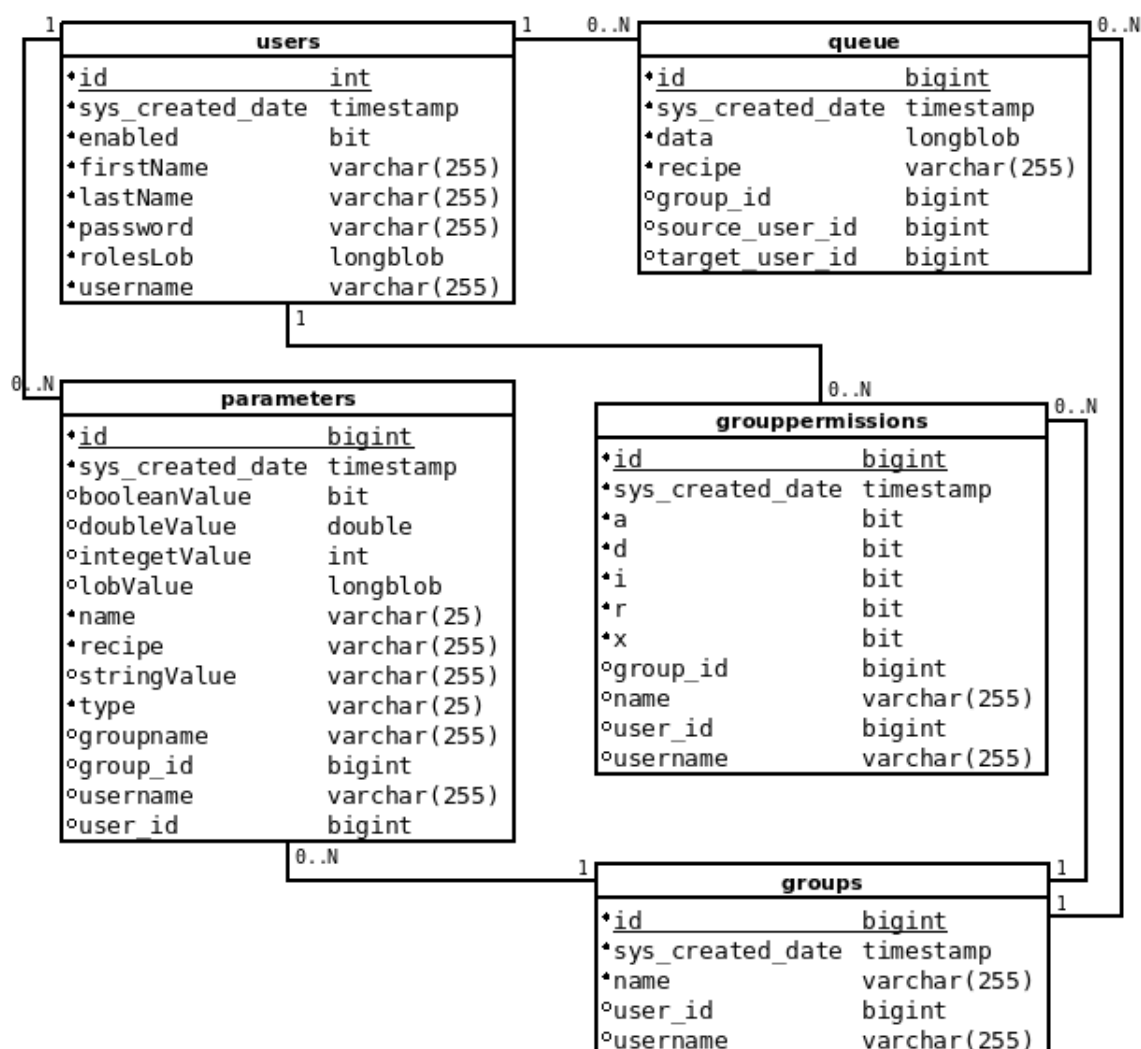 1
1
0..N
0..N
users
id int
sys_created_date timestamp
enabled bit
firstName varchar(255)
lastName varchar(255)
password varchar(255)
rolesLob longblob
username varchar(255)
queue
id bigint
sys_created_date timestamp
data longblob
recipe varchar(255)
group_id bigint
source_user_id bigint
target_user_id bigint
1
0..N
0..N
0..N
parameters
id bigint
sys_created_date timestamp
booleanValue bit
doubleValue double
integetValue int
lobValue longblob
name varchar(25)
recipe varchar(255)
stringValue varchar(255)
type varchar(25)
groupname varchar(255)
group_id bigint
username varchar(255)
user_id bigint
grouppermissions
id bigint
sys_created_date timestamp
a bit
d bit
i bit
r bit
x bit
group_id bigint
name varchar(255)
user_id bigint
username varchar(255)
0..N
1
1
1
groups
id bigint
sys_created_date timestamp
name varchar(255)
user_id bigint
username varchar(255)